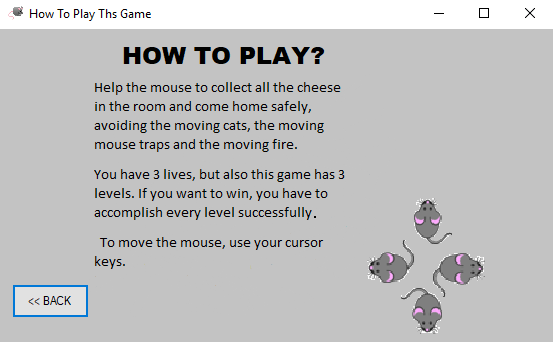 How To Play Ths Game
HOW TO PLAY?
Help the mouse to collect all the cheese
in the room and come home safely,
avoiding the moving cats, the moving
mouse traps and the moving fire.
You have 3 lives, but also this game has 3
levels. If you want to win, you have to
accomplish every level successfully.
To move the mouse, use your cursor
keys.
<< BACK